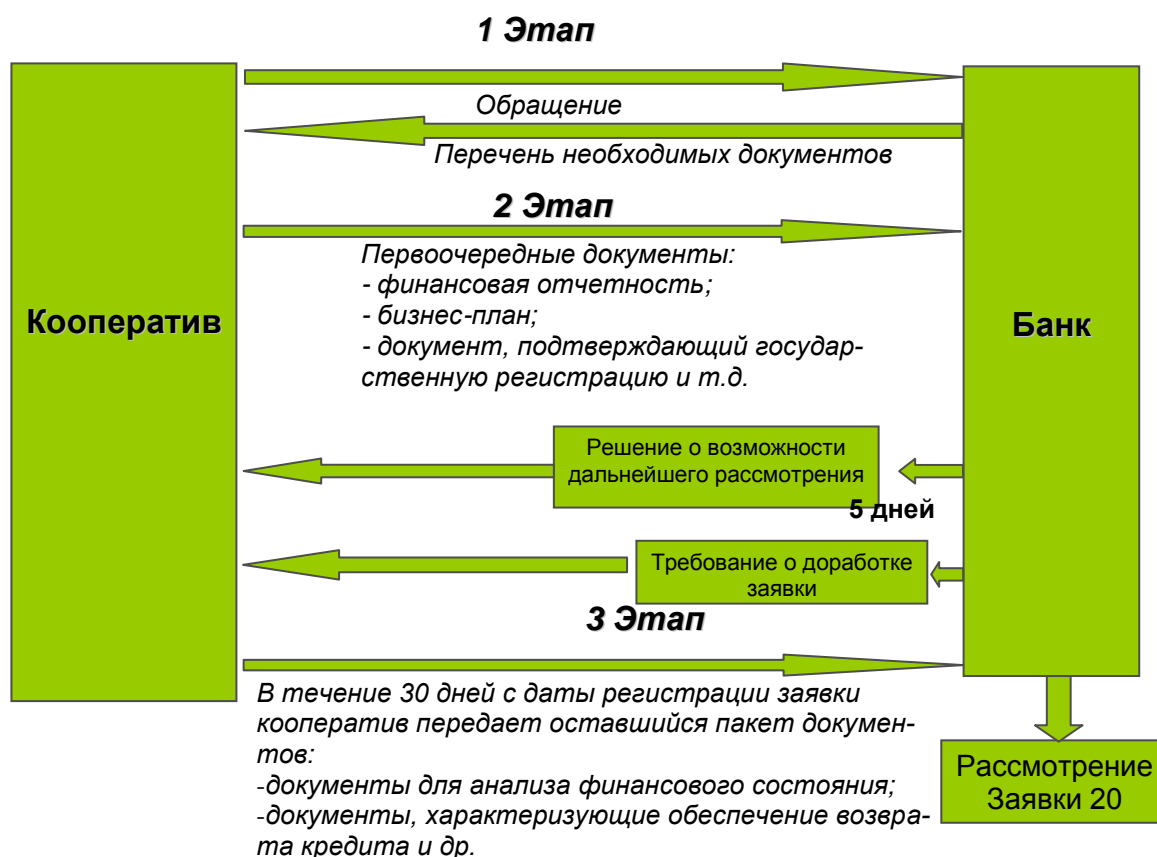 1 Этап
Обращение
Перечень необходимых документов
2 Этап
Первоочередные документы:
- финансовая отчетность;
- бизнес-план;
- документ, подтверждающий государ-
ственную регистрацию и т.д.
Кооператив
Банк
Решение о возможности
дальнейшего рассмотрения
5 дней
Требование о доработке
заявки
3 Этап
В течение 30 дней с даты регистрации заявки
кооператив передает оставшийся пакет докумен-
тов:
-документы для анализа финансового состояния;
-документы, характеризующие обеспечение возвра-
та кредита и др.
Рассмотрение
Заявки 20